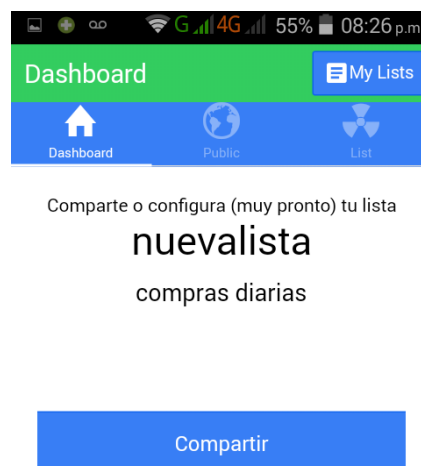 G 4G 55% 08:26 p.m
Dashboard My Lists
Dashboard Public List
Comparte o configura (muy pronto) tu lista
nuevalista
compras diarias
Compartir